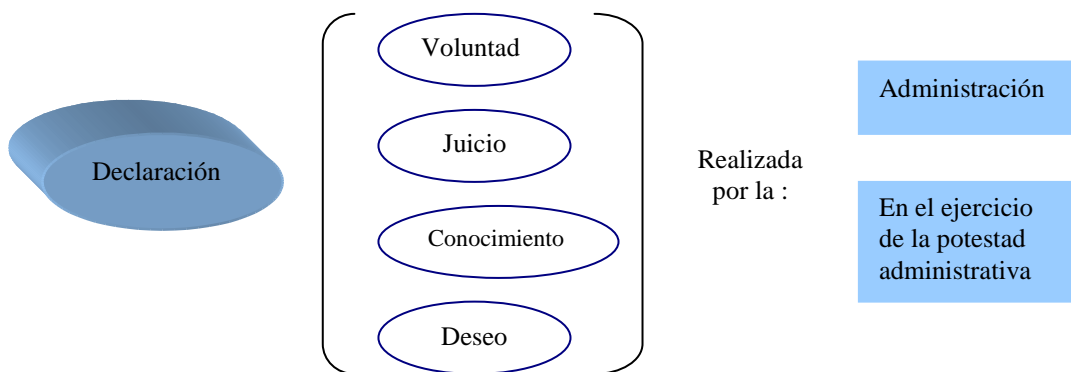 Declaración
Voluntad
Juicio
Conocimiento
Deseo
Realizada
por la :
Administración
En el ejercicio
de la potestad
administrativa